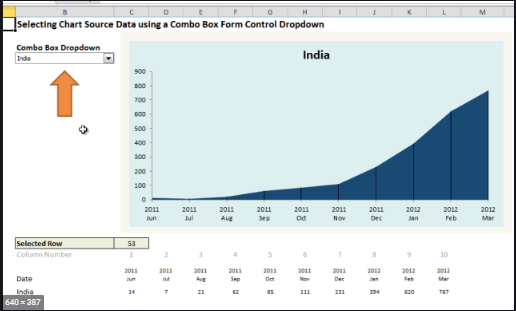 B C D E F G H I J K L M
Selecting Chart Source Data using a Combo Box Form Control Dropdown
Combo Box Dropdown
India
India
900
800
700
600
500
400
300
200
100
0
2011 2011 2011 2011 2011 2011 2011 2012 2012 2012
Jun Jul Aug Sep Oct Nov Dec Jan Feb Mar
Selected Row 53
Column Number 1 2 3 4 5 6 7 8 9 10
2011 2011 2011 2011 2011 2011 2012 2012 2012
Date Jun Jul Aug Sep Oct Nov Dec Jan Feb Mar
India 14 7 21 62 85 111 231 394 620 767
640 × 387